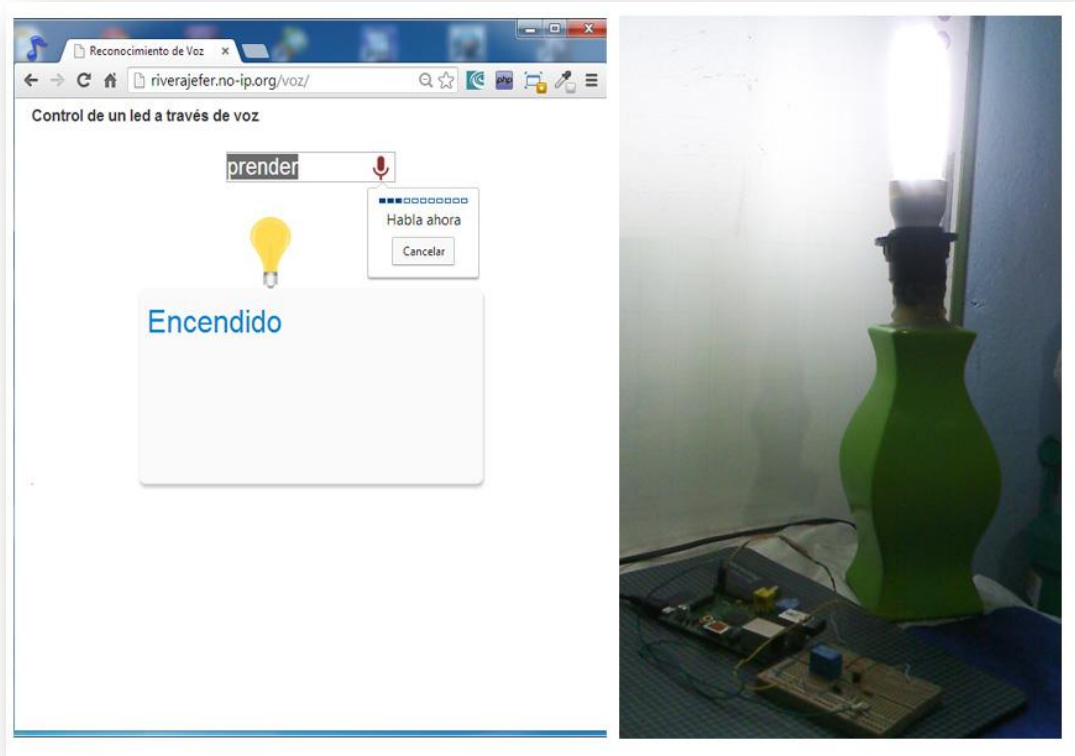 Reconocimiento de Voz
riverajefer.no-ip.org/voz/
php
Control de un led a través de voz
prender
Habla ahora
Cancelar
Encendido